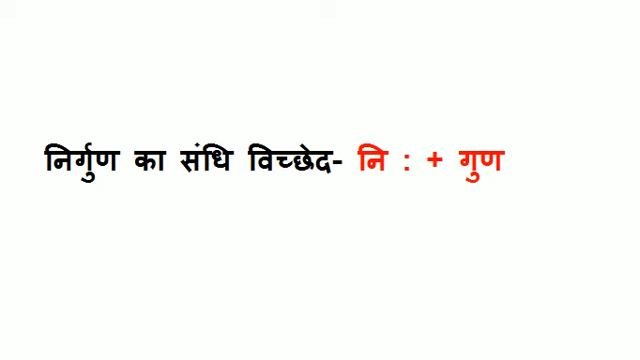 निर्गुण का संधि विच्छेद- नि : + गुण